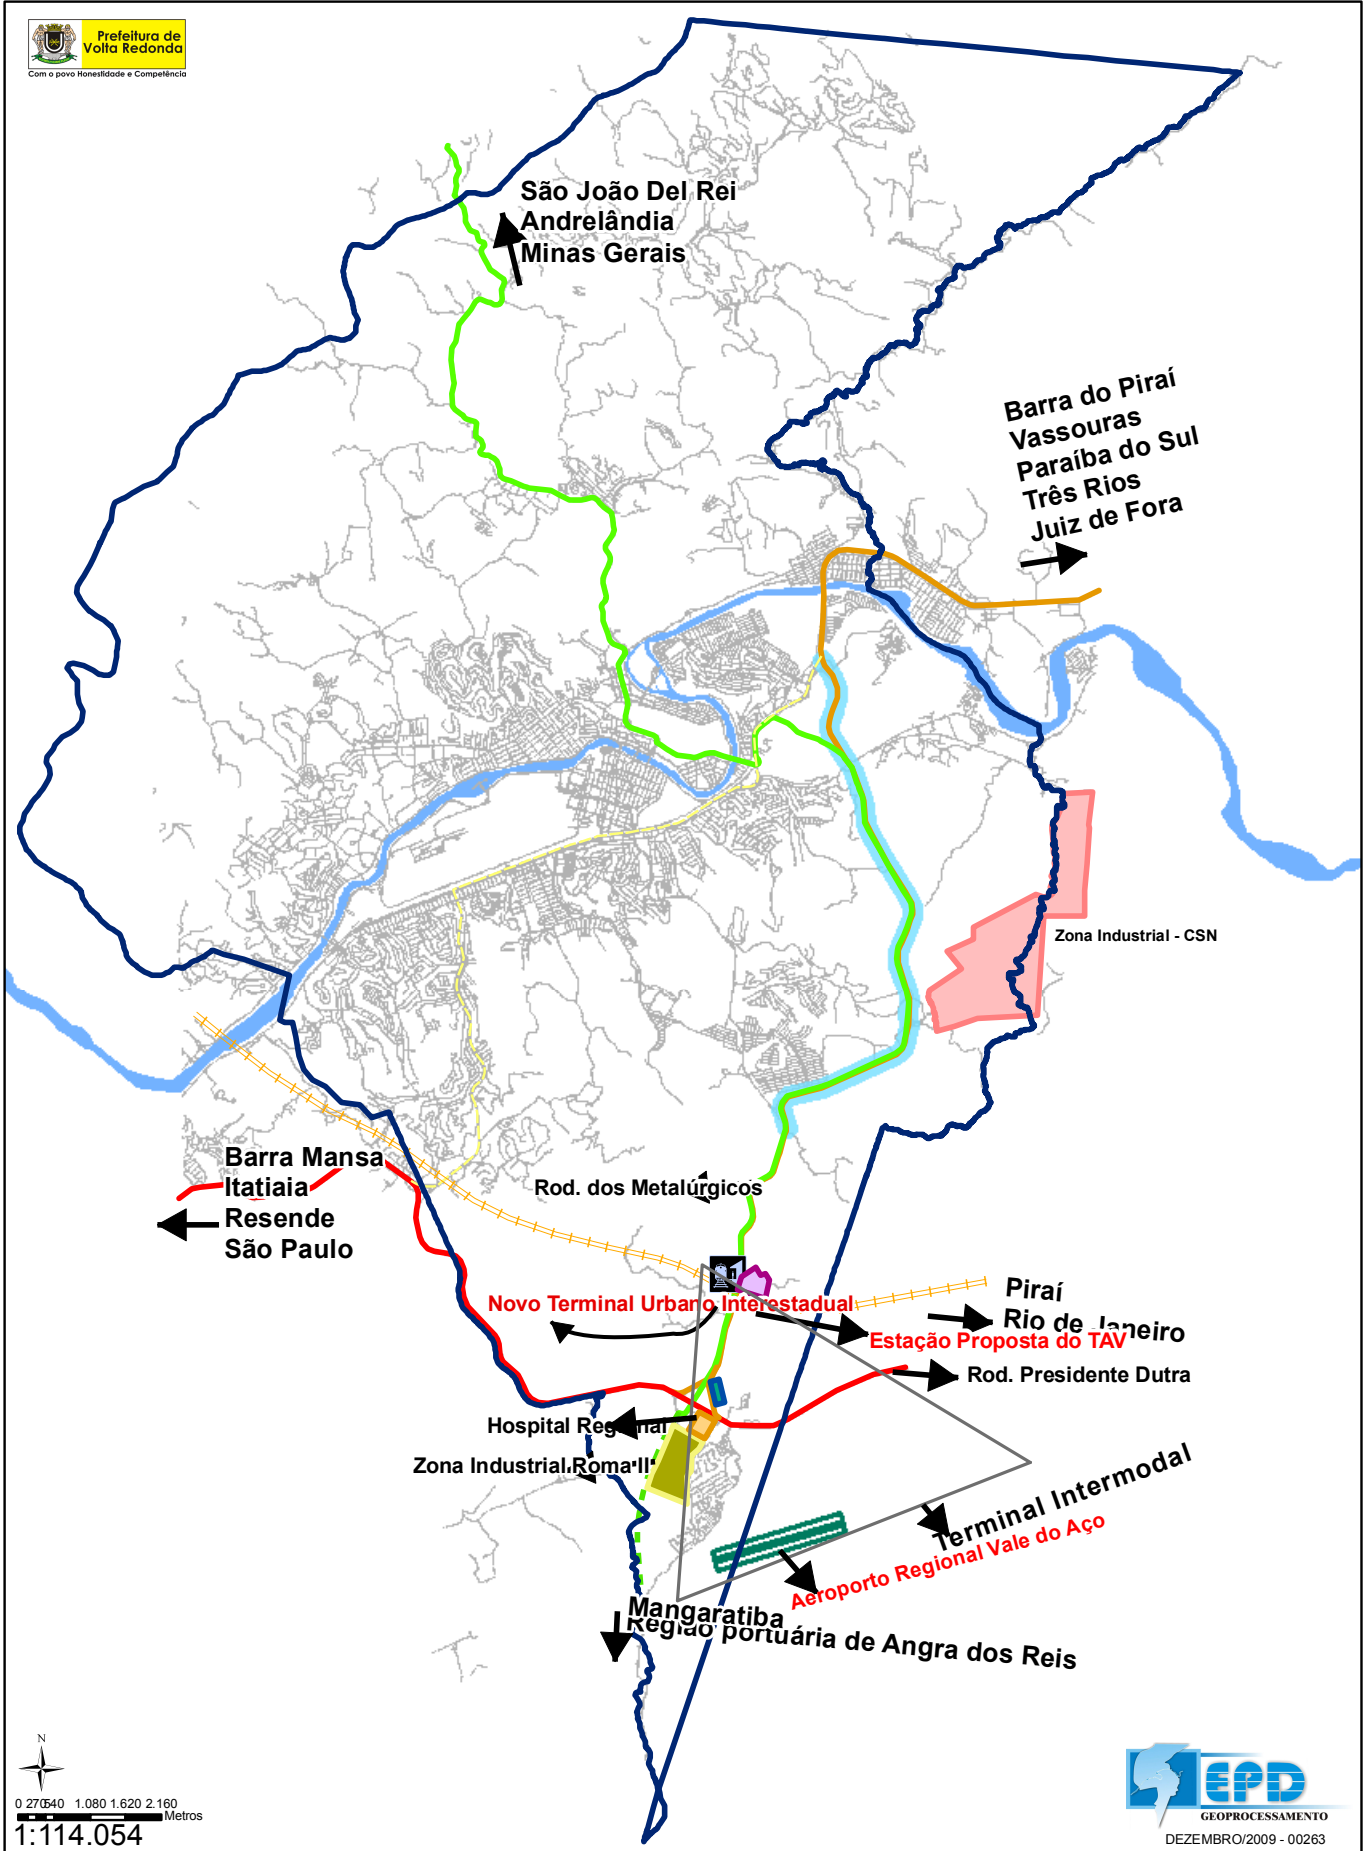 Prefeitura de
Volta Redonda
Com o povo Honestidade e Competência
São João Del Rei
Andrelândia
Minas Gerais
Barra do Piraí
Vassouras
Paraíba do Sul
Três Rios
Juiz de Fora
Zona Industrial - CSN
Barra Mansa
Itatiaia
Resende
São Paulo
Rod. dos Metalúrgicos
Novo Terminal Urbano Interestadual
Piraí
Rio de Janeiro
Estação Proposta do TAV
Rod. Presidente Dutra
Hospital Regional
Zona Industrial Roma II
Terminal Intermodal
Aeroporto Regional Vale do Aço
Mangaratiba
Região portuária de Angra dos Reis
N
0 270 540 1.080 1.620 2.160
Metros
1:114.054
EPD
GEOPROCESSAMENTO
DEZEMBRO/2009 - 00263